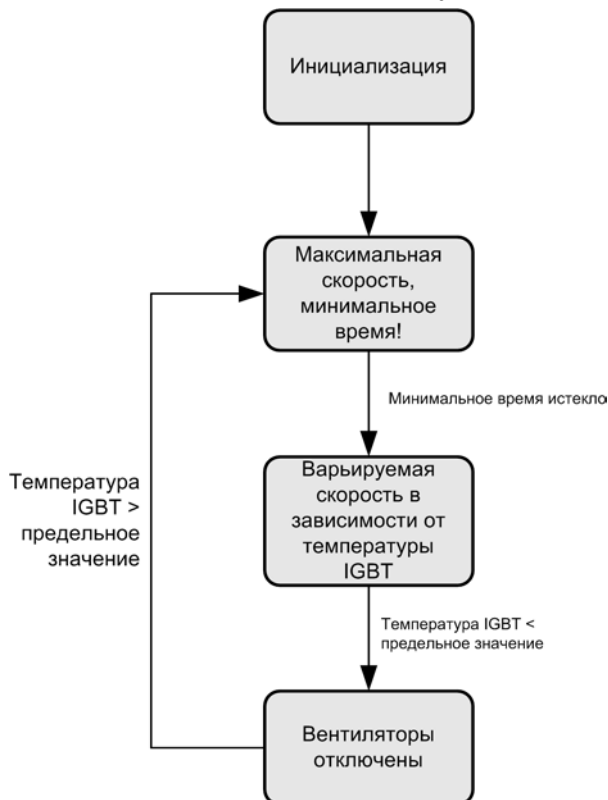 Инициализация
Максимальная
скорость,
минимальное
время!
Минимальное время истекло
Варьируемая
скорость в
зависимости от
температуры
IGBT
Температура
IGBT >
предельное
значение
Температура IGBT <
предельное значение
Вентиляторы
отключены